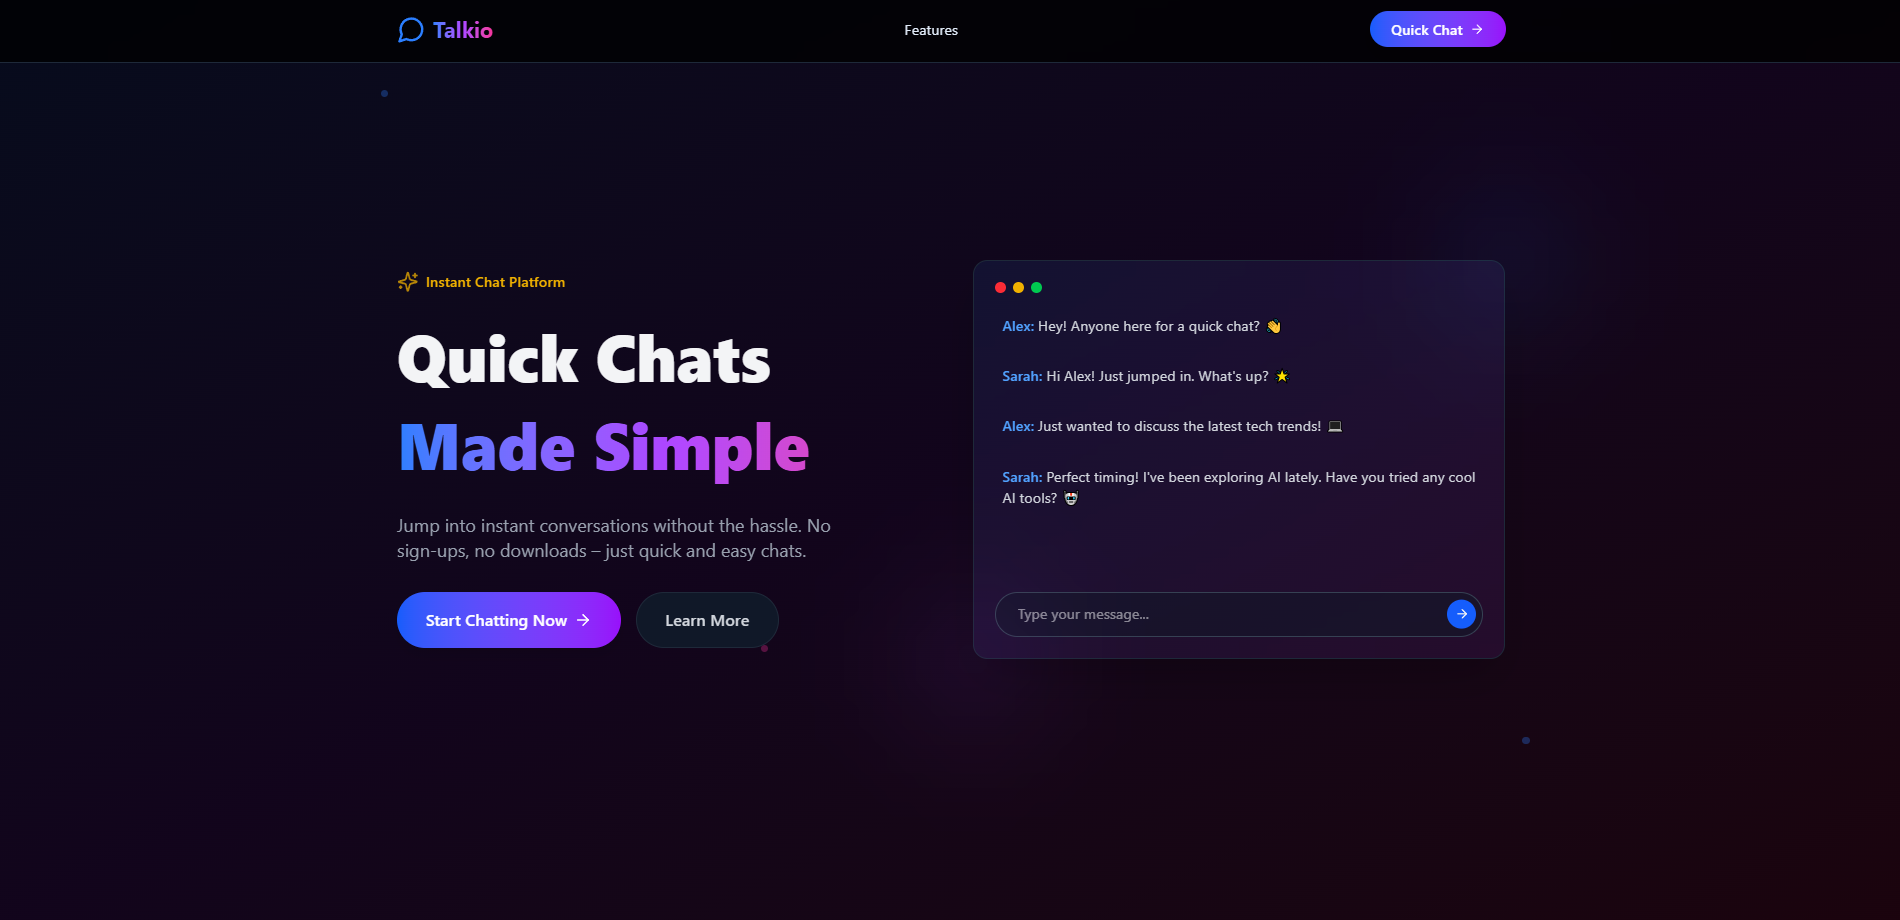 Talkio
Features
Quick Chat
Instant Chat Platform
Quick Chats
Made Simple
Jump into instant conversations without the hassle. No
sign-ups, no downloads – just quick and easy chats.
Start Chatting Now
Learn More
Alex: Hey! Anyone here for a quick chat? 👋
Sarah: Hi Alex! Just jumped in. What's up? ⭐
Alex: Just wanted to discuss the latest tech trends! 💻
Sarah: Perfect timing! I've been exploring AI lately. Have you tried any cool
AI tools? 🤖
Type your message...